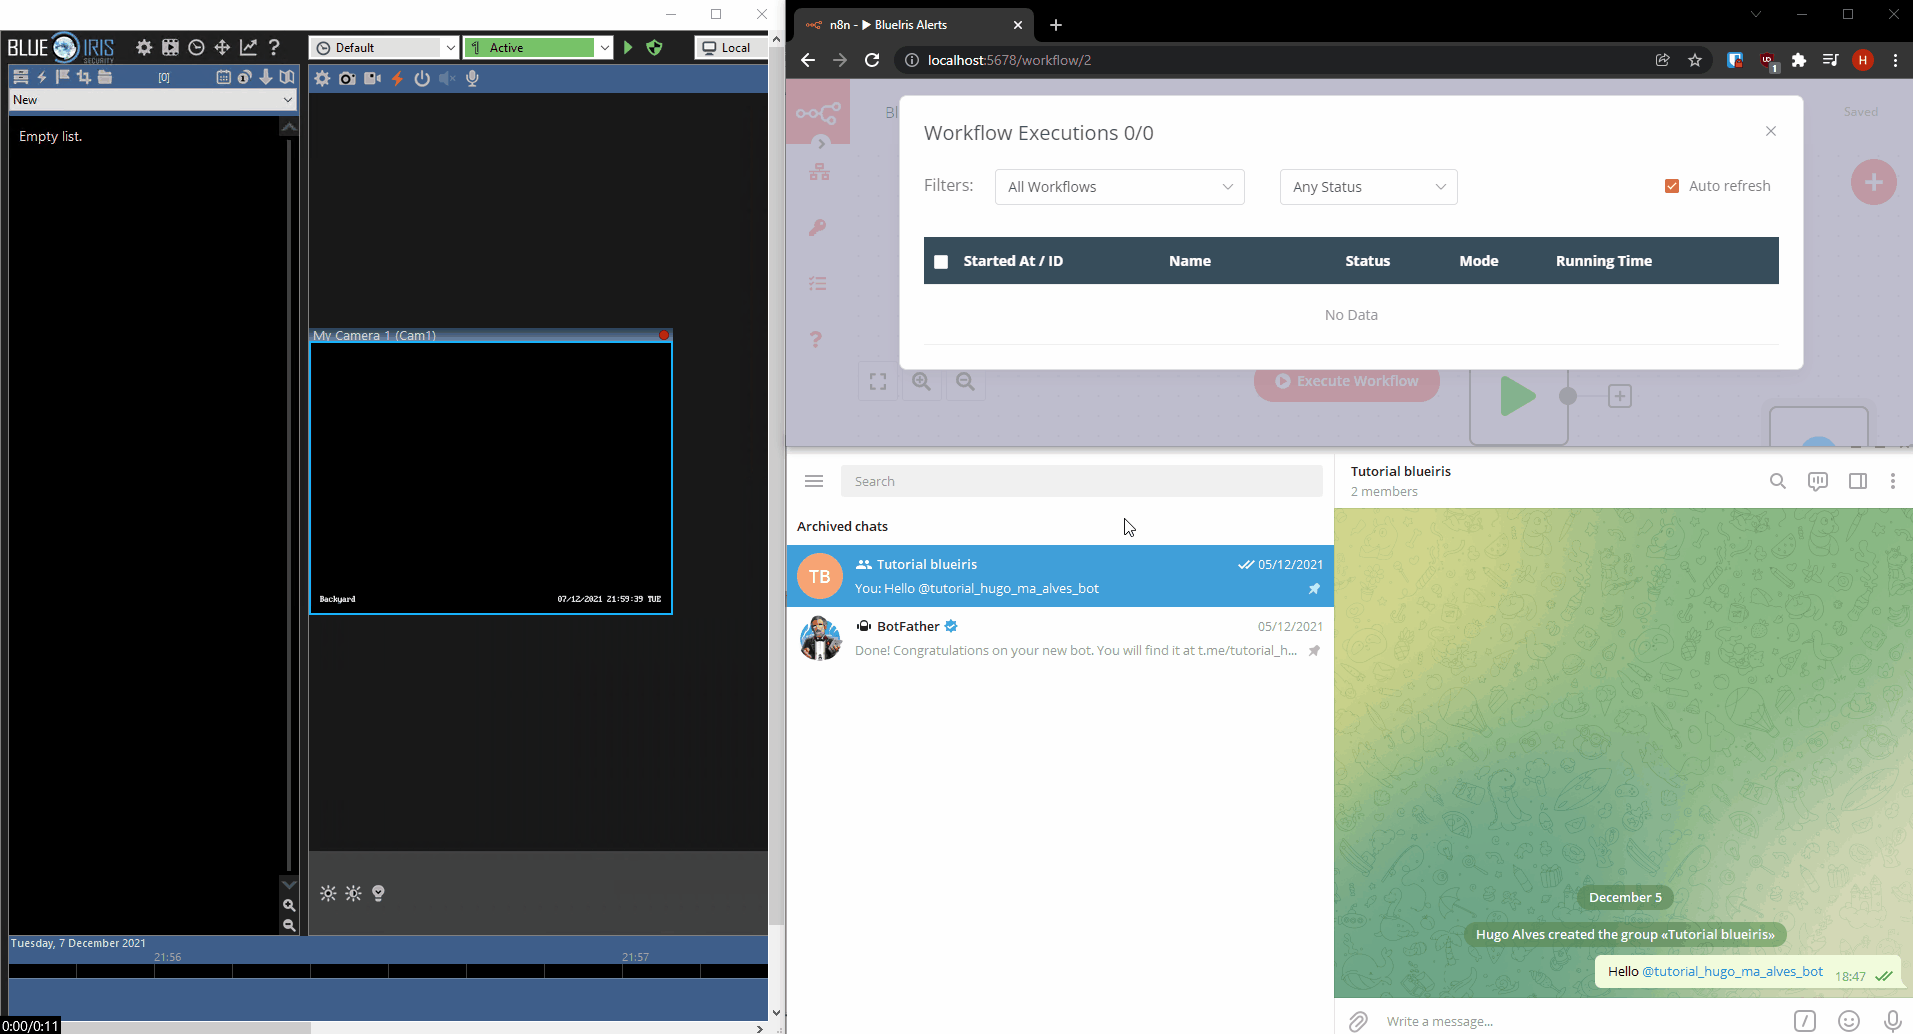 BLUE IRIS
SECURITY
Default
Active
Local
[0]
New
Empty list.
My Camera 1 (Cam1)
Backyard
07/12/2021 21:59:39 TUE
Tuesday, 7 December 2021
21:56
21:57
0:00/0:11
n8n - ▶ BlueIris Alerts
localhost:5678/workflow/2
1
H
Bl
Saved
Workflow Executions 0/0
Filters:
All Workflows
Any Status
Auto refresh
Started At / ID
Name
Status
Mode
Running Time
No Data
Execute Workflow
Search
Archived chats
TB
Tutorial blueiris
05/12/2021
You: Hello @tutorial_hugo_ma_alves_bot
BotFather
05/12/2021
Done! Congratulations on your new bot. You will find it at t.me/tutorial_h...
Tutorial blueiris
2 members
December 5
Hugo Alves created the group «Tutorial blueiris»
Hello @tutorial_hugo_ma_alves_bot
18:47
Write a message...